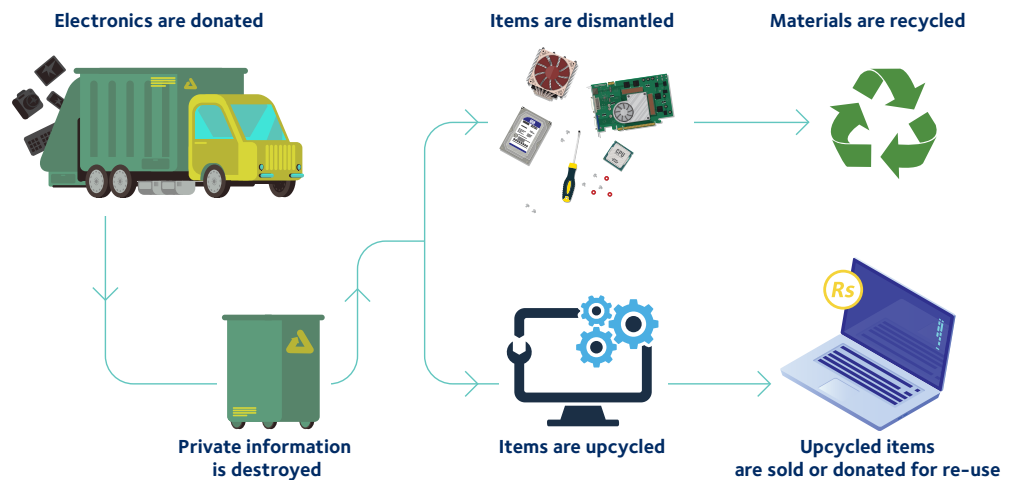 Electronics are donated
Items are dismantled
Materials are recycled
CPU
Rs
Private information
is destroyed
Items are upcycled
Upcycled items
are sold or donated for re-use